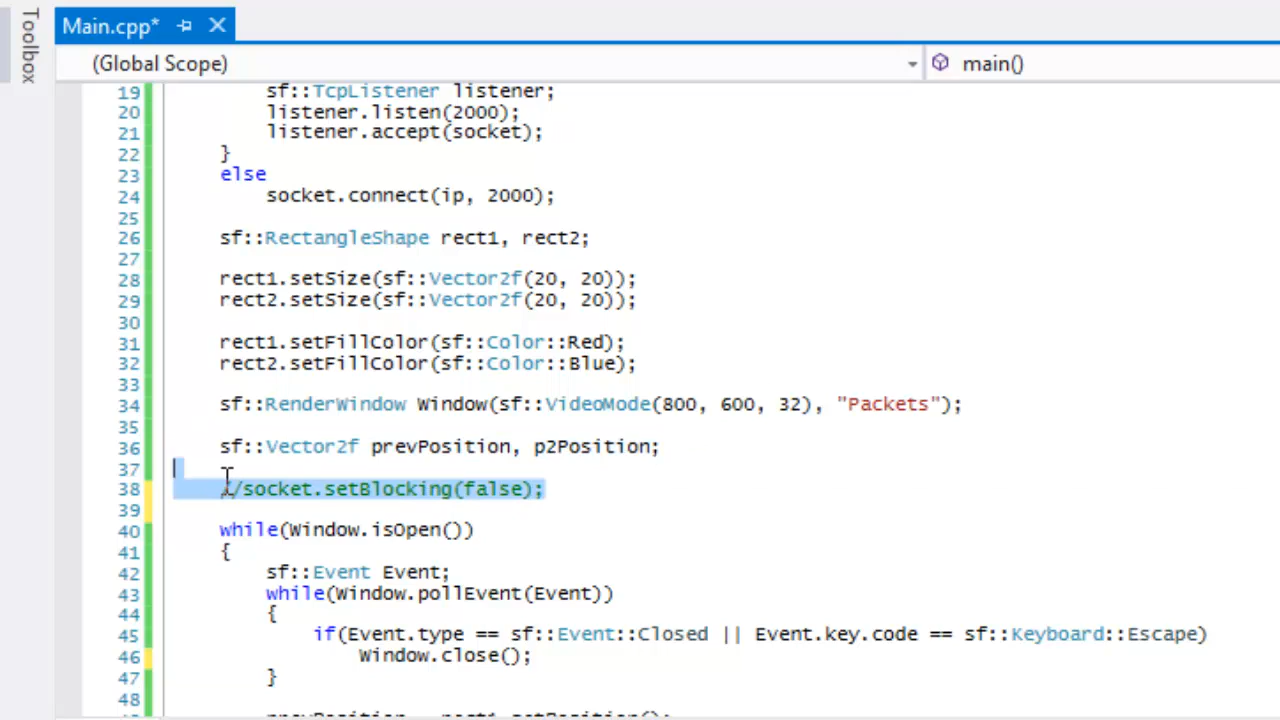 Toolbox
Main.cpp*
(Global Scope) main()
19 sf::TcpListener listener;
20 listener.listen(2000);
21 listener.accept(socket);
22 }
23 else
24 socket.connect(ip, 2000);
25
26 sf::RectangleShape rect1, rect2;
27
28 rect1.setSize(sf::Vector2f(20, 20));
29 rect2.setSize(sf::Vector2f(20, 20));
30
31 rect1.setFillColor(sf::Color::Red);
32 rect2.setFillColor(sf::Color::Blue);
33
34 sf::RenderWindow Window(sf::VideoMode(800, 600, 32), "Packets");
35
36 sf::Vector2f prevPosition, p2Position;
37
38 //socket.setBlocking(false);
39
40 while(Window.isOpen())
41 {
42 sf::Event Event;
43 while(Window.pollEvent(Event))
44 {
45 if(Event.type == sf::Event::Closed || Event.key.code == sf::Keyboard::Escape)
46 Window.close();
47 }
48